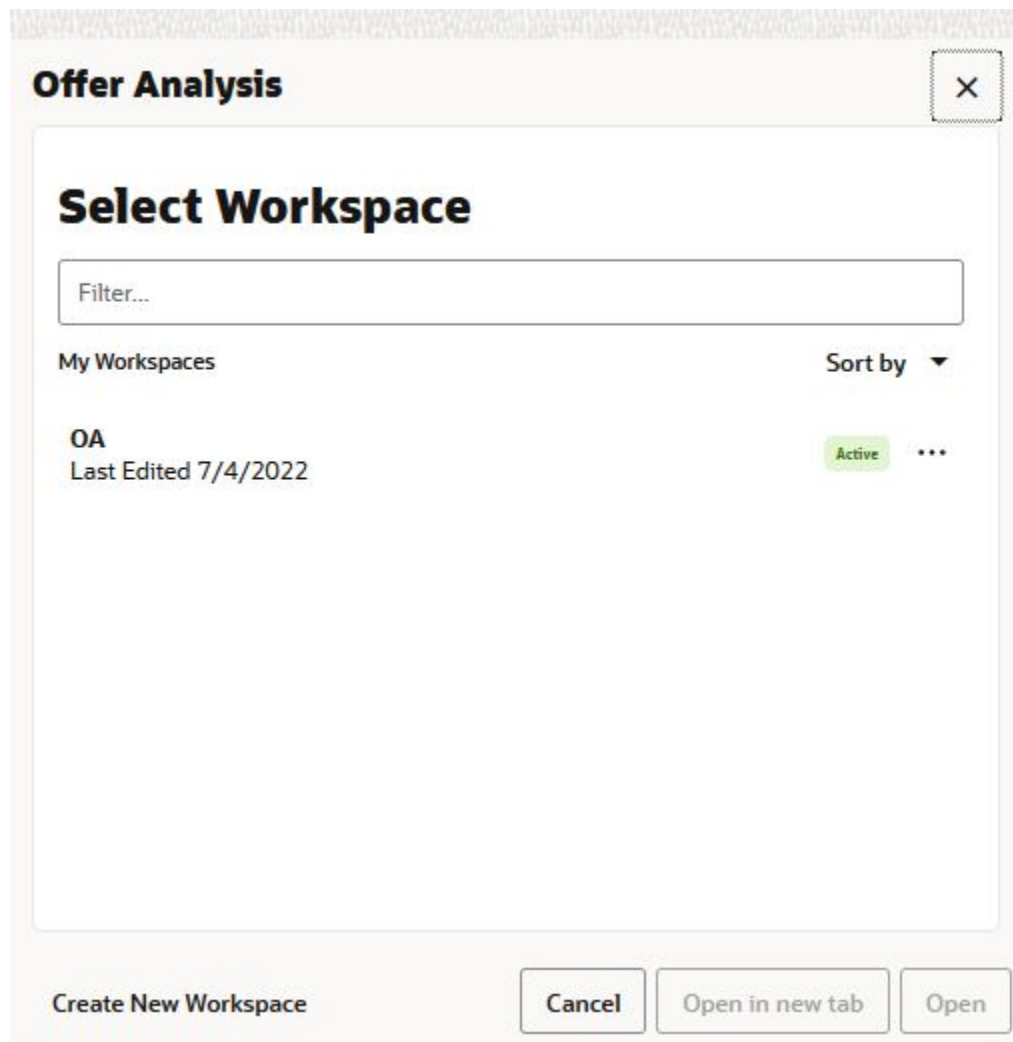 Offer Analysis
Select Workspace
Filter...
My Workspaces Sort by
OA
Last Edited 7/4/2022
Active
Create New Workspace Cancel Open in new tab Open